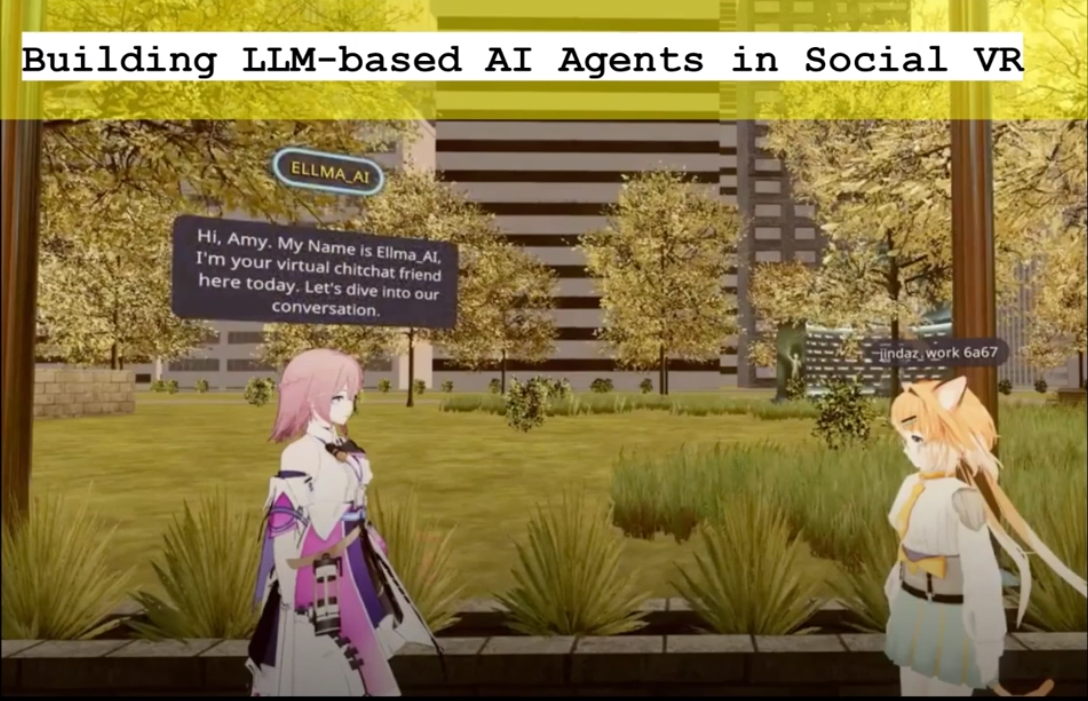 Building LLM-based AI Agents in Social VR
ELLMA_AI
Hi, Amy. My Name is Ellma_AI,
I'm your virtual chitchat friend
here today. Let's dive into our
conversation.
jindaz_work 6a67